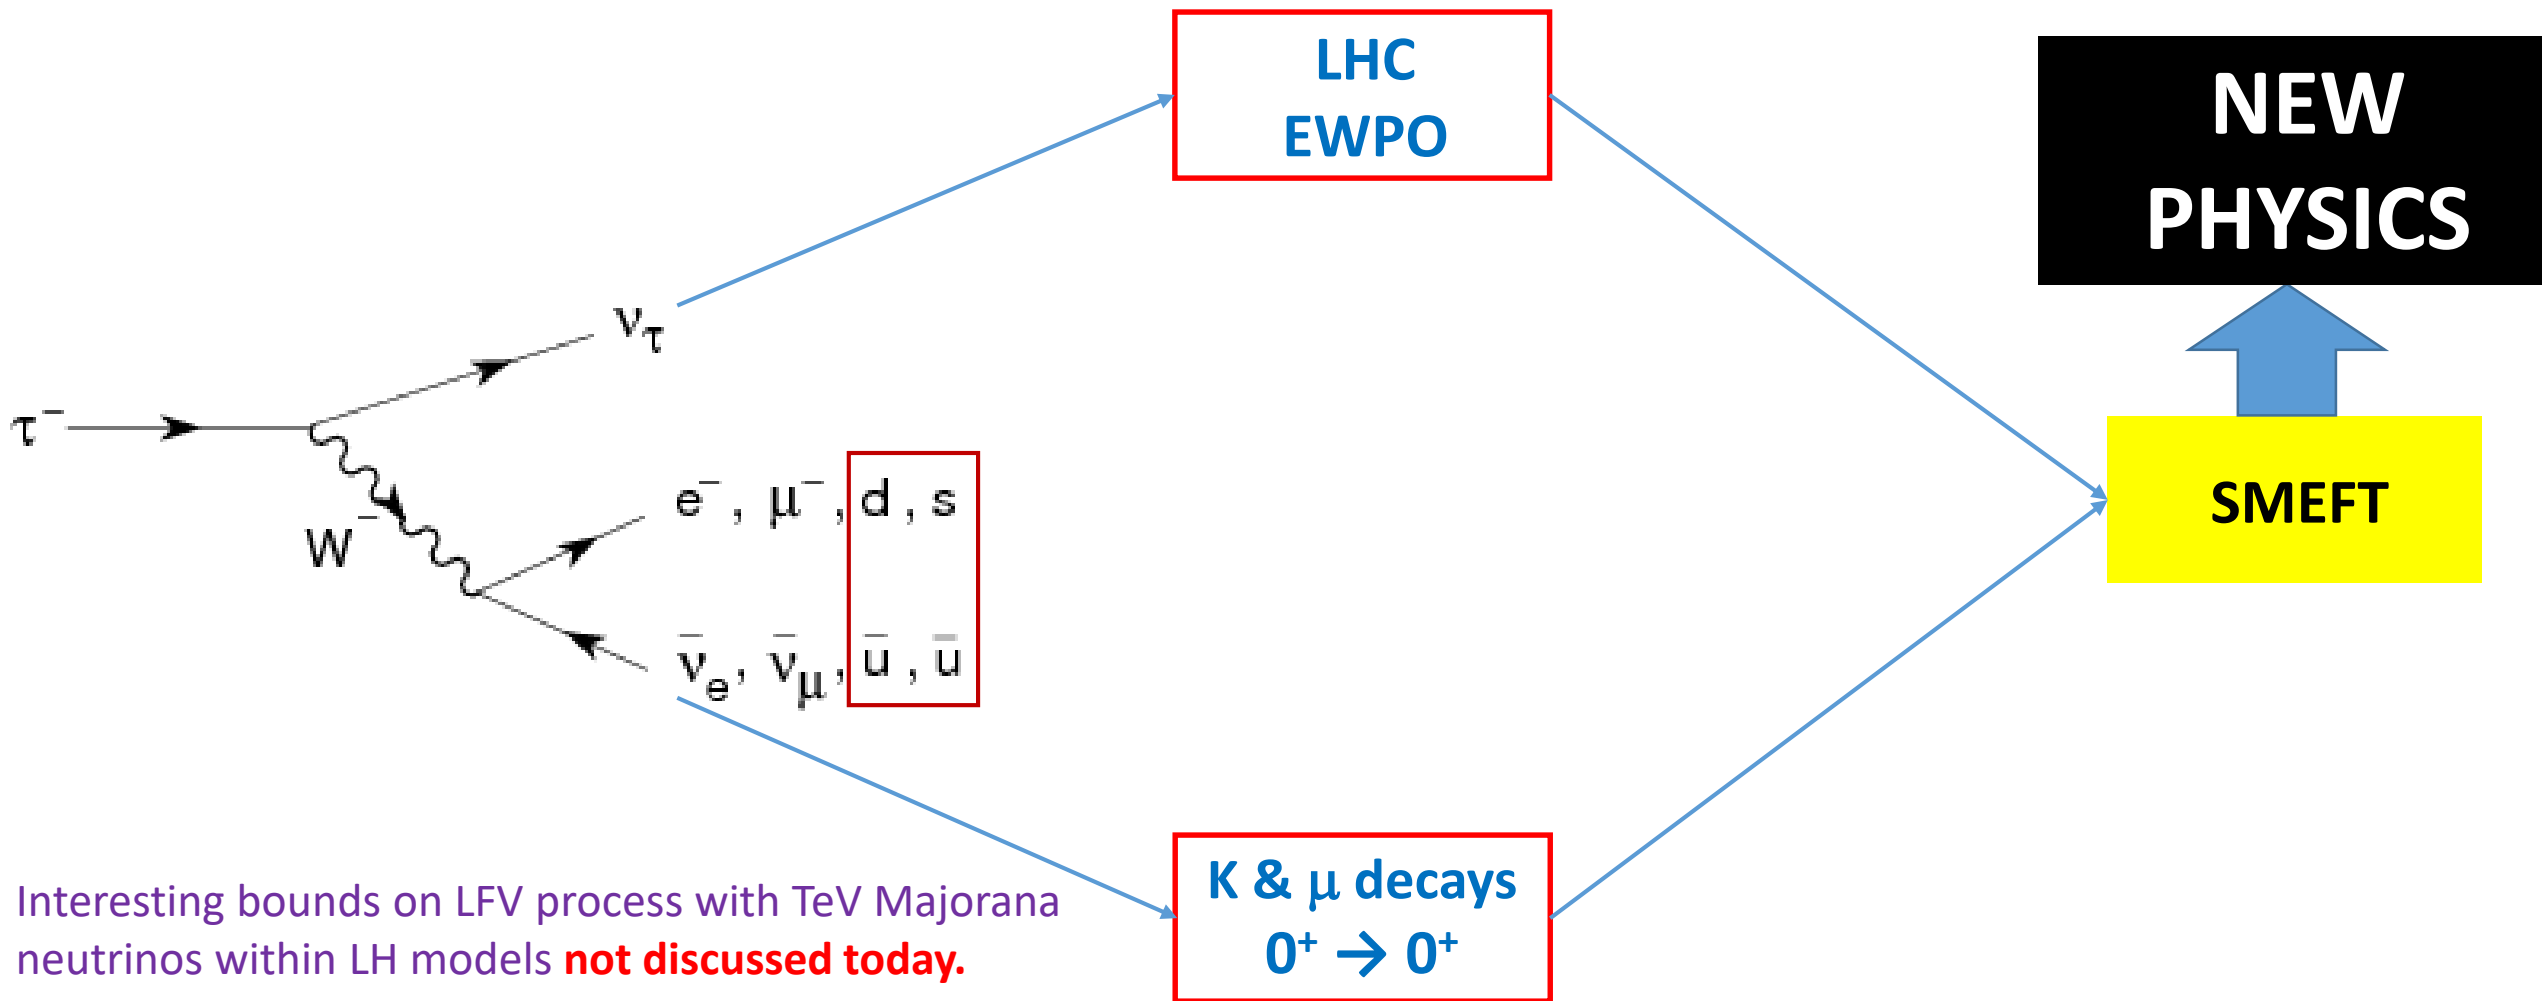 LHC
EWPO
NEW
PHYSICS
ντ
τ⁻
W⁻
e⁻, μ⁻, d, s
ν̅e, ν̅μ, u̅, u̅
SMEFT
K & μ decays
0⁺ → 0⁺
Interesting bounds on LFV process with TeV Majorana
neutrinos within LH models not discussed today.